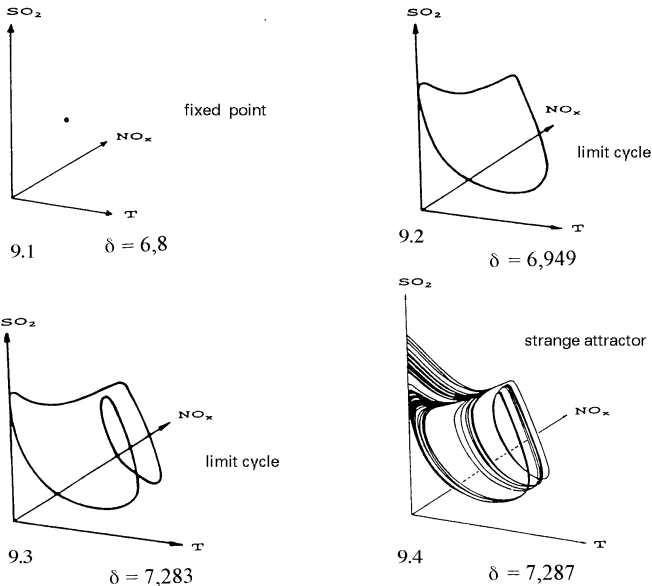 SO₂
fixed point
NOₓ
T
9.1
δ = 6,8
SO₂
NOₓ
limit cycle
T
9.2
δ = 6,949
SO₂
NOₓ
limit cycle
T
9.3
δ = 7,283
SO₂
strange attractor
NOₓ
T
9.4
δ = 7,287